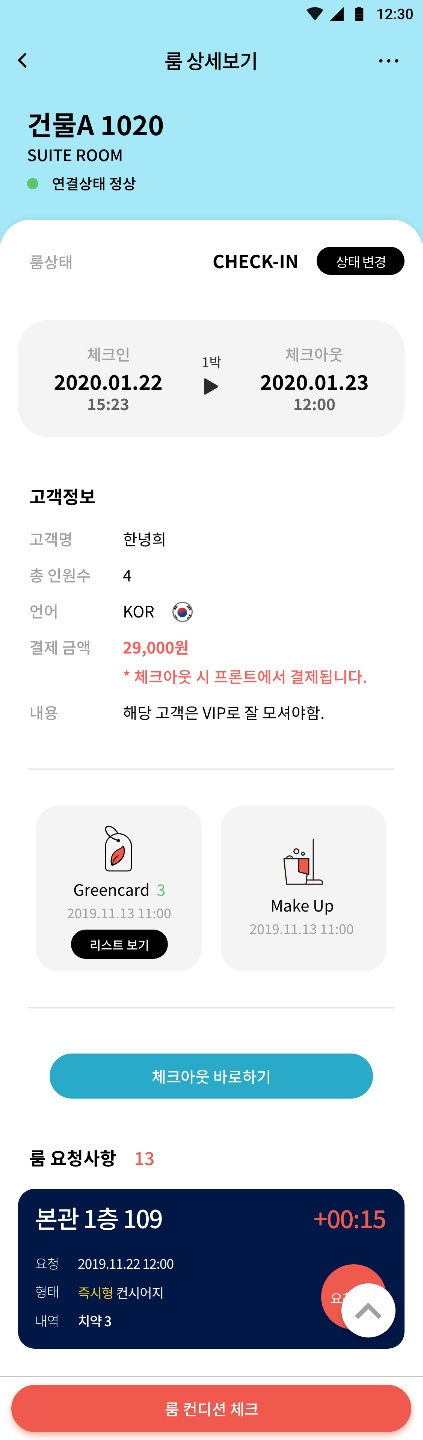 12:30
룸 상세보기
건물A 1020
SUITE ROOM
연결상태 정상
룸상태 CHECK-IN 상태 변경
체크인 1박 체크아웃
2020.01.22 2020.01.23
15:23 12:00
고객정보
고객명 한녕희
총 인원수 4
언어 KOR
결제 금액 29,000원
* 체크아웃 시 프론트에서 결제됩니다.
내용 해당 고객은 VIP로 잘 모셔야함.
Greencard 3
2019.11.13 11:00
리스트 보기
Make Up
2019.11.13 11:00
체크아웃 바로하기
룸 요청사항 13
본관 1층 109 +00:15
요청 2019.11.22 12:00
형태 즉시형 컨시어지
내역 치약 3
룸 컨디션 체크